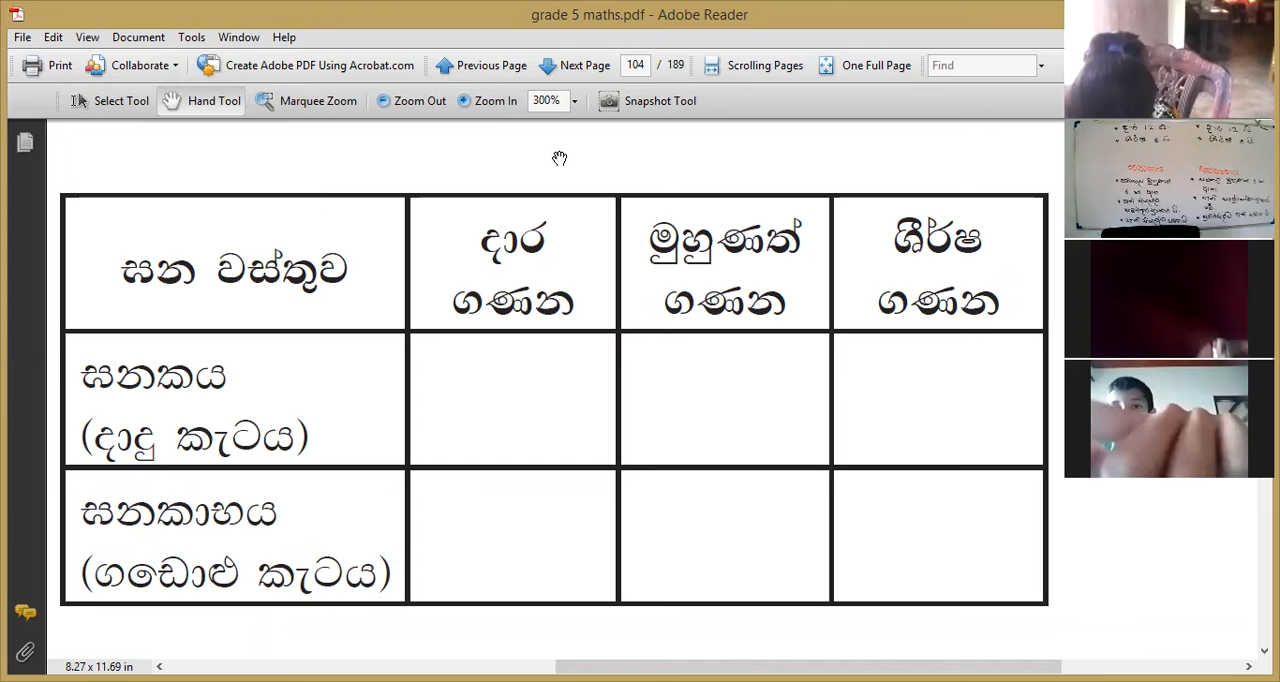 grade 5 maths.pdf - Adobe Reader
File Edit View Document Tools Window Help
Print Collaborate Create Adobe PDF Using Acrobat.com Previous Page Next Page 104 / 189 Scrolling Pages One Full Page Find
Select Tool Hand Tool Marquee Zoom Zoom Out Zoom In 300% Snapshot Tool
ඝන වස්තුව
දාර
ගණන
මුහුණත්
ගණන
ශීර්ෂ
ගණන
ඝනකය
(දාදු කැටය)
ඝනකාභය
(ගඩොළු කැටය)
8.27 x 11.69 in